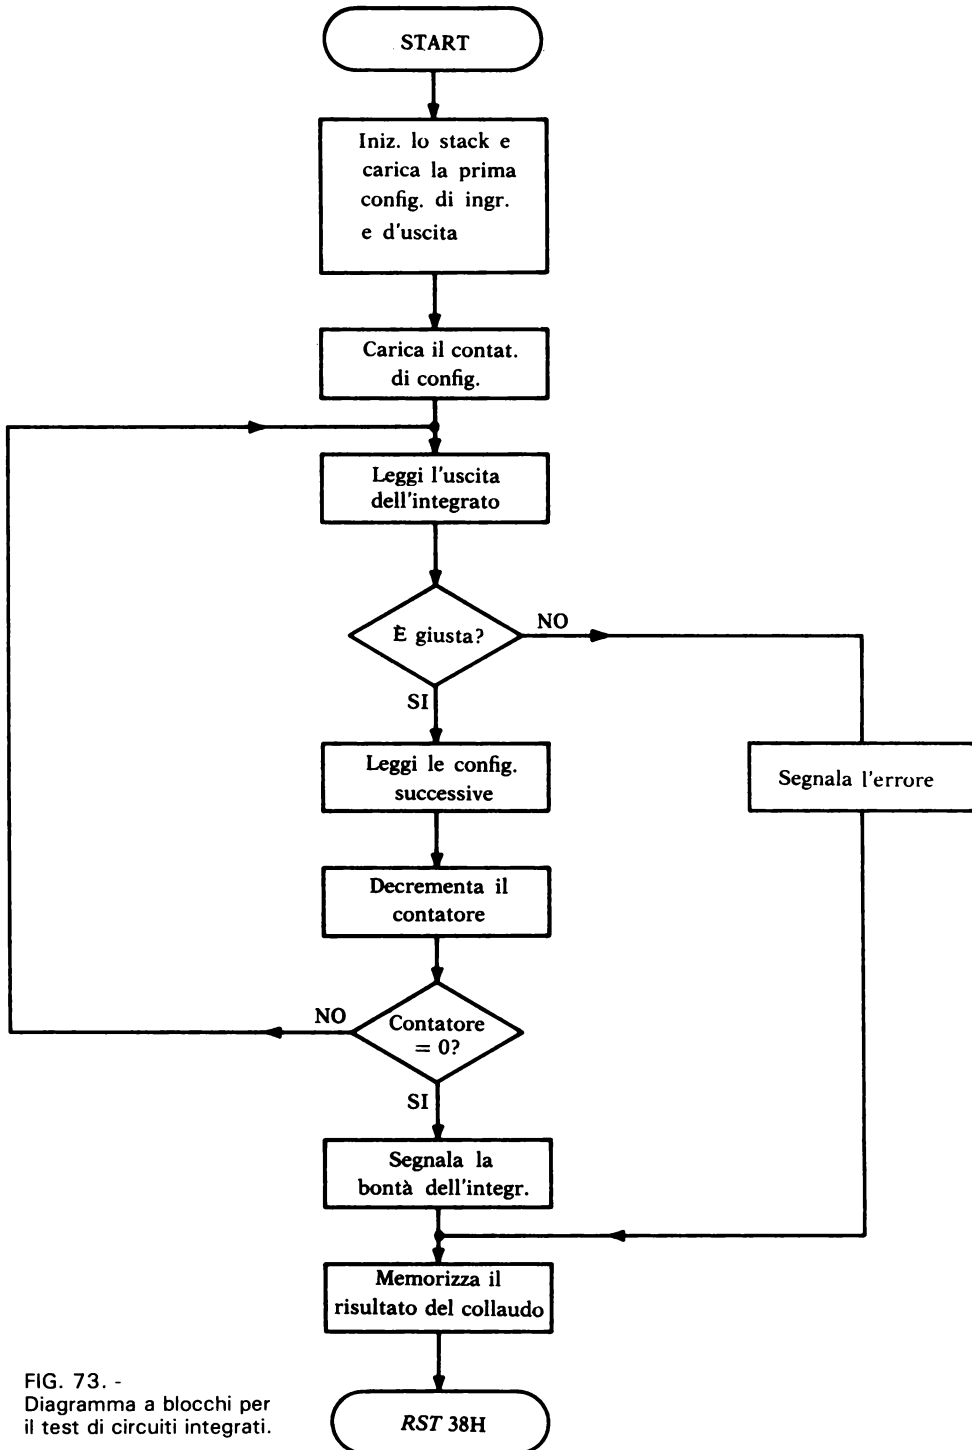 START
Iniz. lo stack e
carica la prima
config. di ingr.
e d'uscita
Carica il contat.
di config.
Leggi l'uscita
dell'integrato
È giusta?
NO
SI
Leggi le config.
successive
Segnala l'errore
Decrementa il
contatore
NO
Contatore
= 0?
SI
Segnala la
bontà dell'integr.
Memorizza il
risultato del collaudo
RST 38H
FIG. 73. -
Diagramma a blocchi per
il test di circuiti integrati.